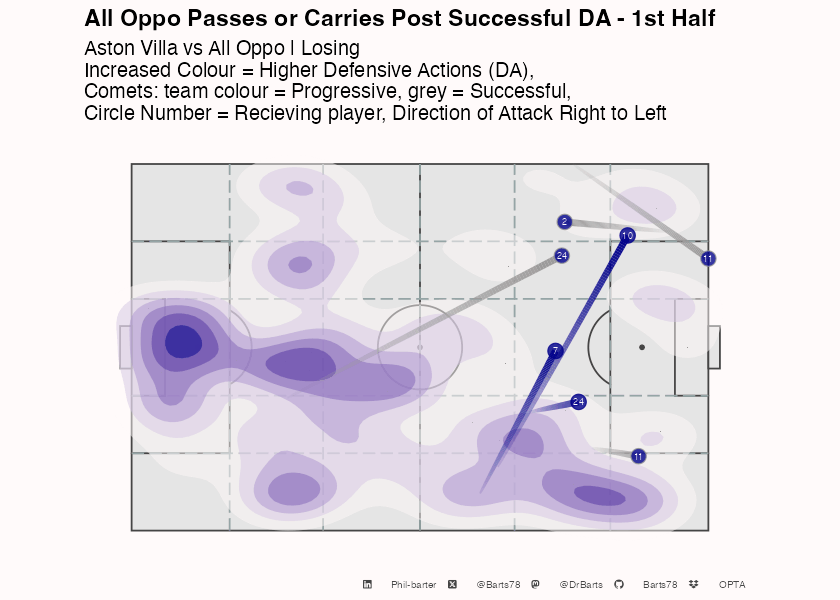 All Oppo Passes or Carries Post Successful DA - 1st Half
Aston Villa vs All Oppo | Losing
Increased Colour = Higher Defensive Actions (DA),
Comets: team colour = Progressive, grey = Successful,
Circle Number = Recieving player, Direction of Attack Right to Left
2
10
24
11
7
24
11
Phil-barter @Barts78 @DrBarts Barts78 OPTA